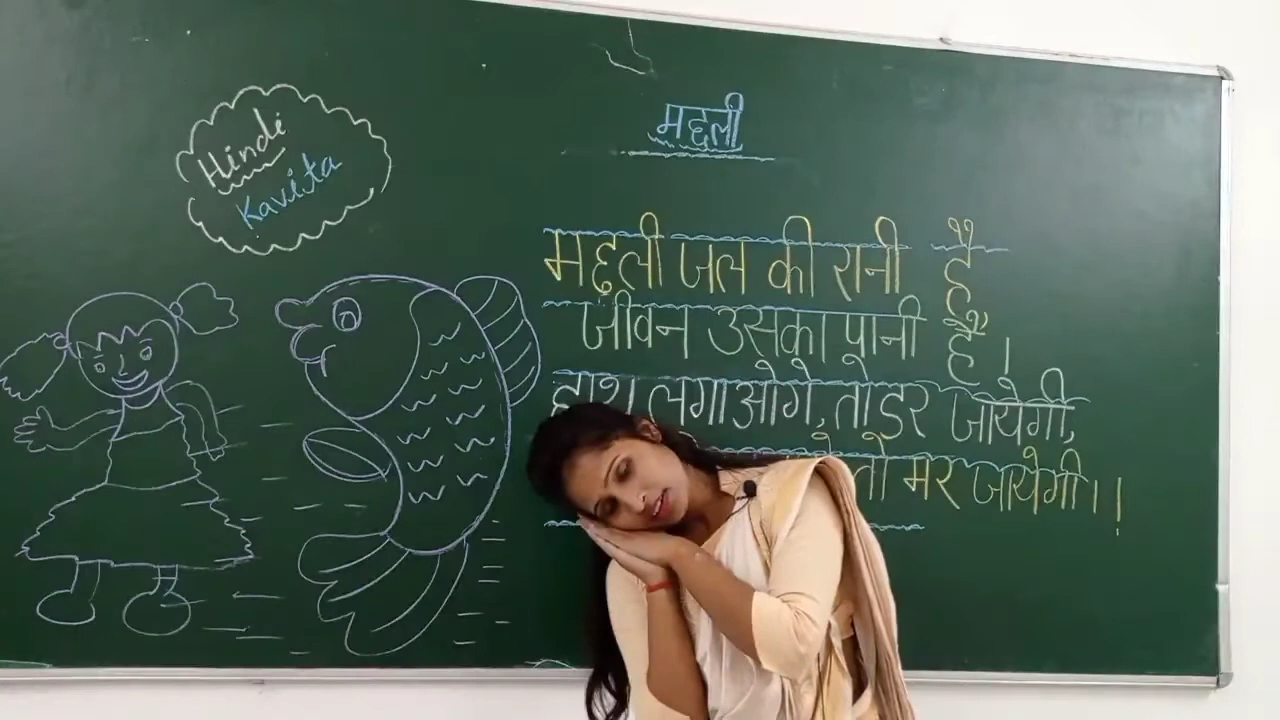 Hindi
Kavita
मछली
मछली जल की रानी है
जीवन उसका पानी है।
हाथ लगाओगे, तो डर जायेगी,
तो मर जायेगी।।